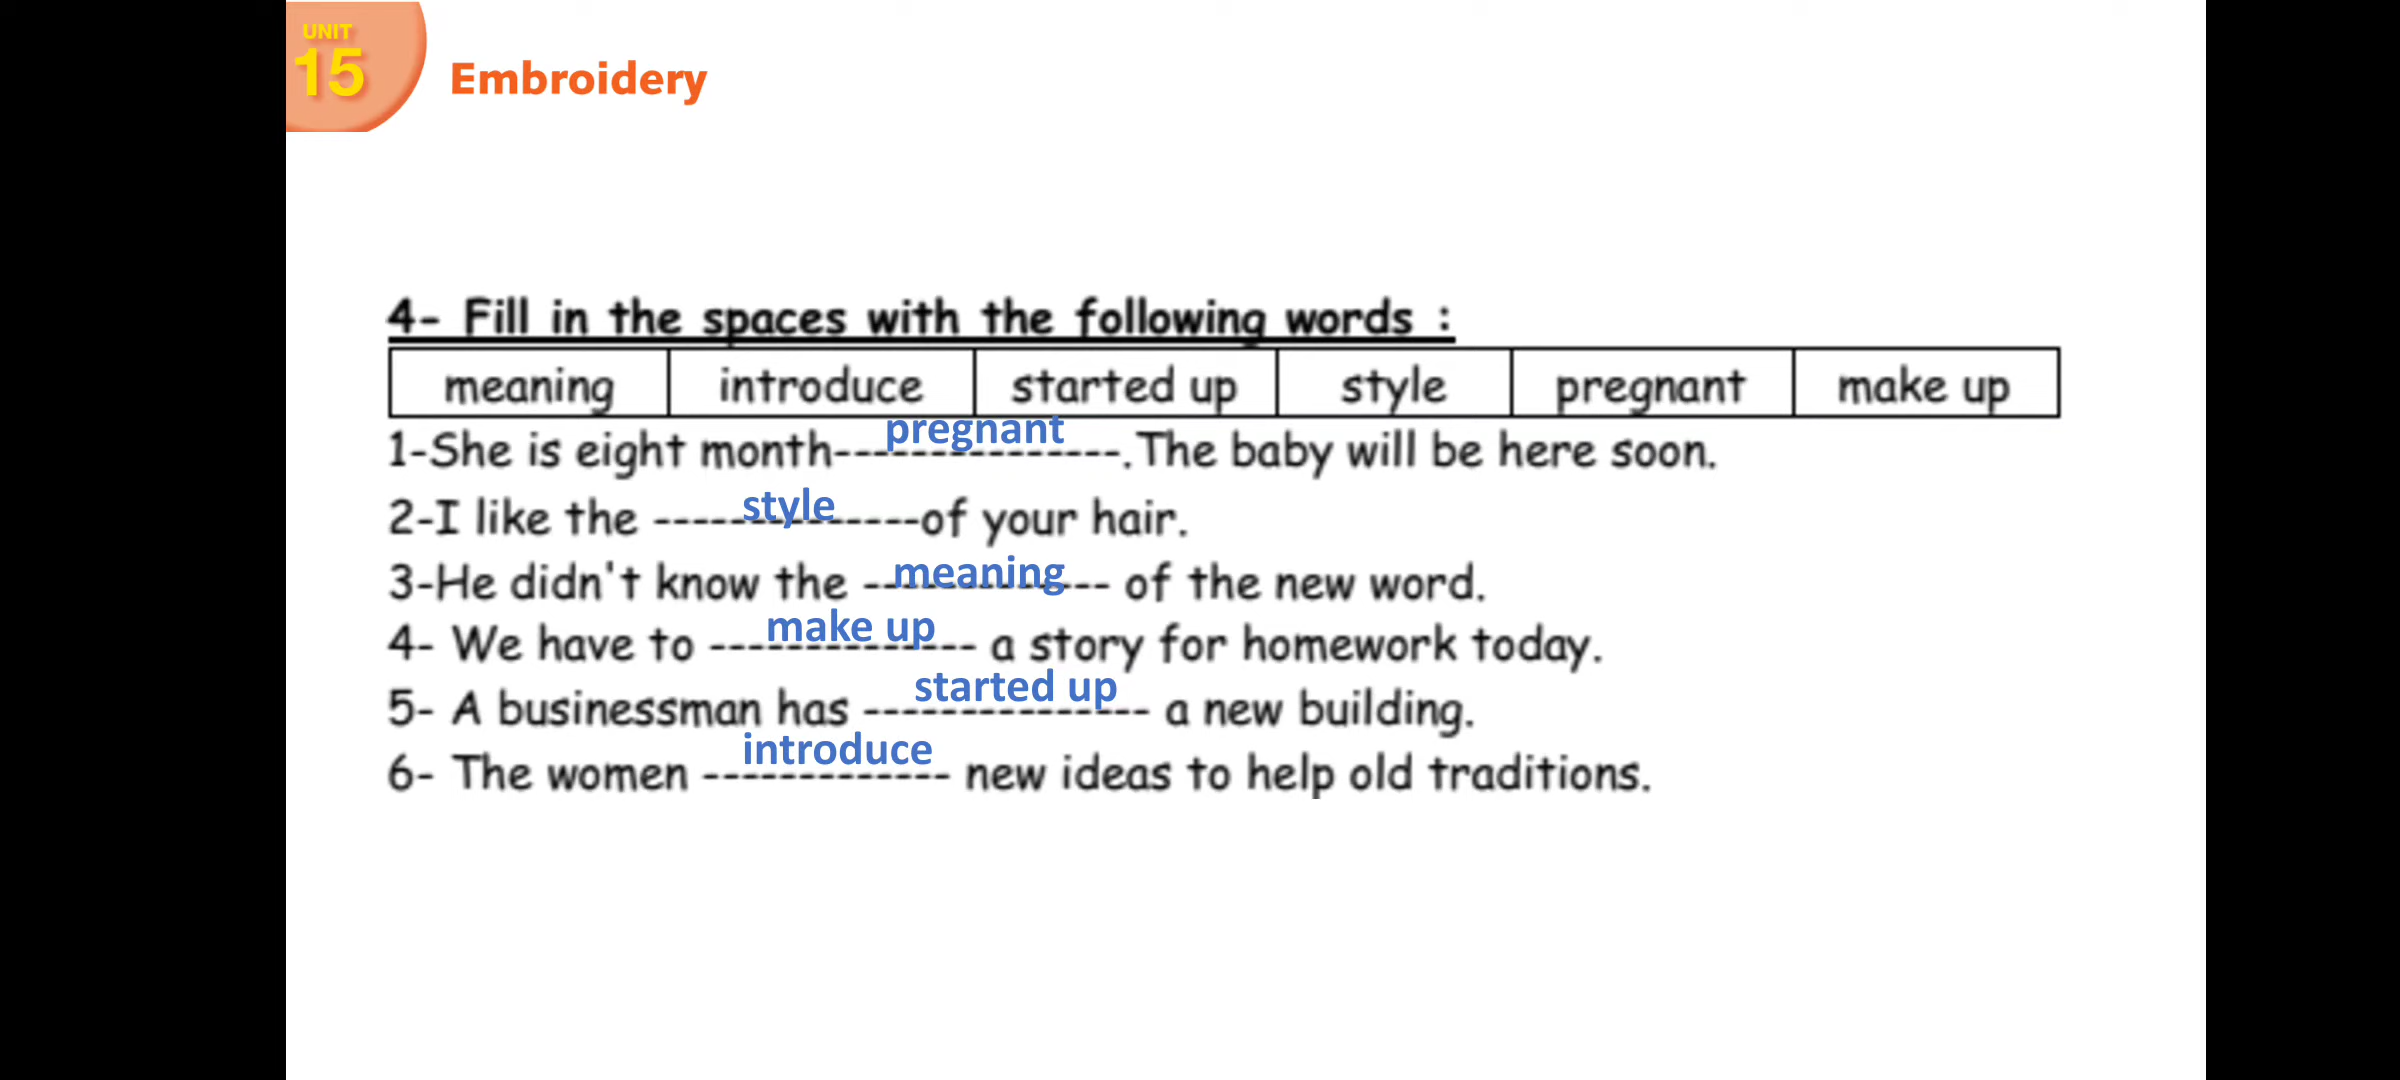 UNIT
15
Embroidery
4- Fill in the spaces with the following words :
meaning introduce started up style pregnant make up
1-She is eight month--------pregnant--------.The baby will be here soon.
2-I like the -----style-----of your hair.
3-He didn't know the -----meaning----- of the new word.
4- We have to -----make up----- a story for homework today.
5- A businessman has -----started up----- a new building.
6- The women -----introduce----- new ideas to help old traditions.